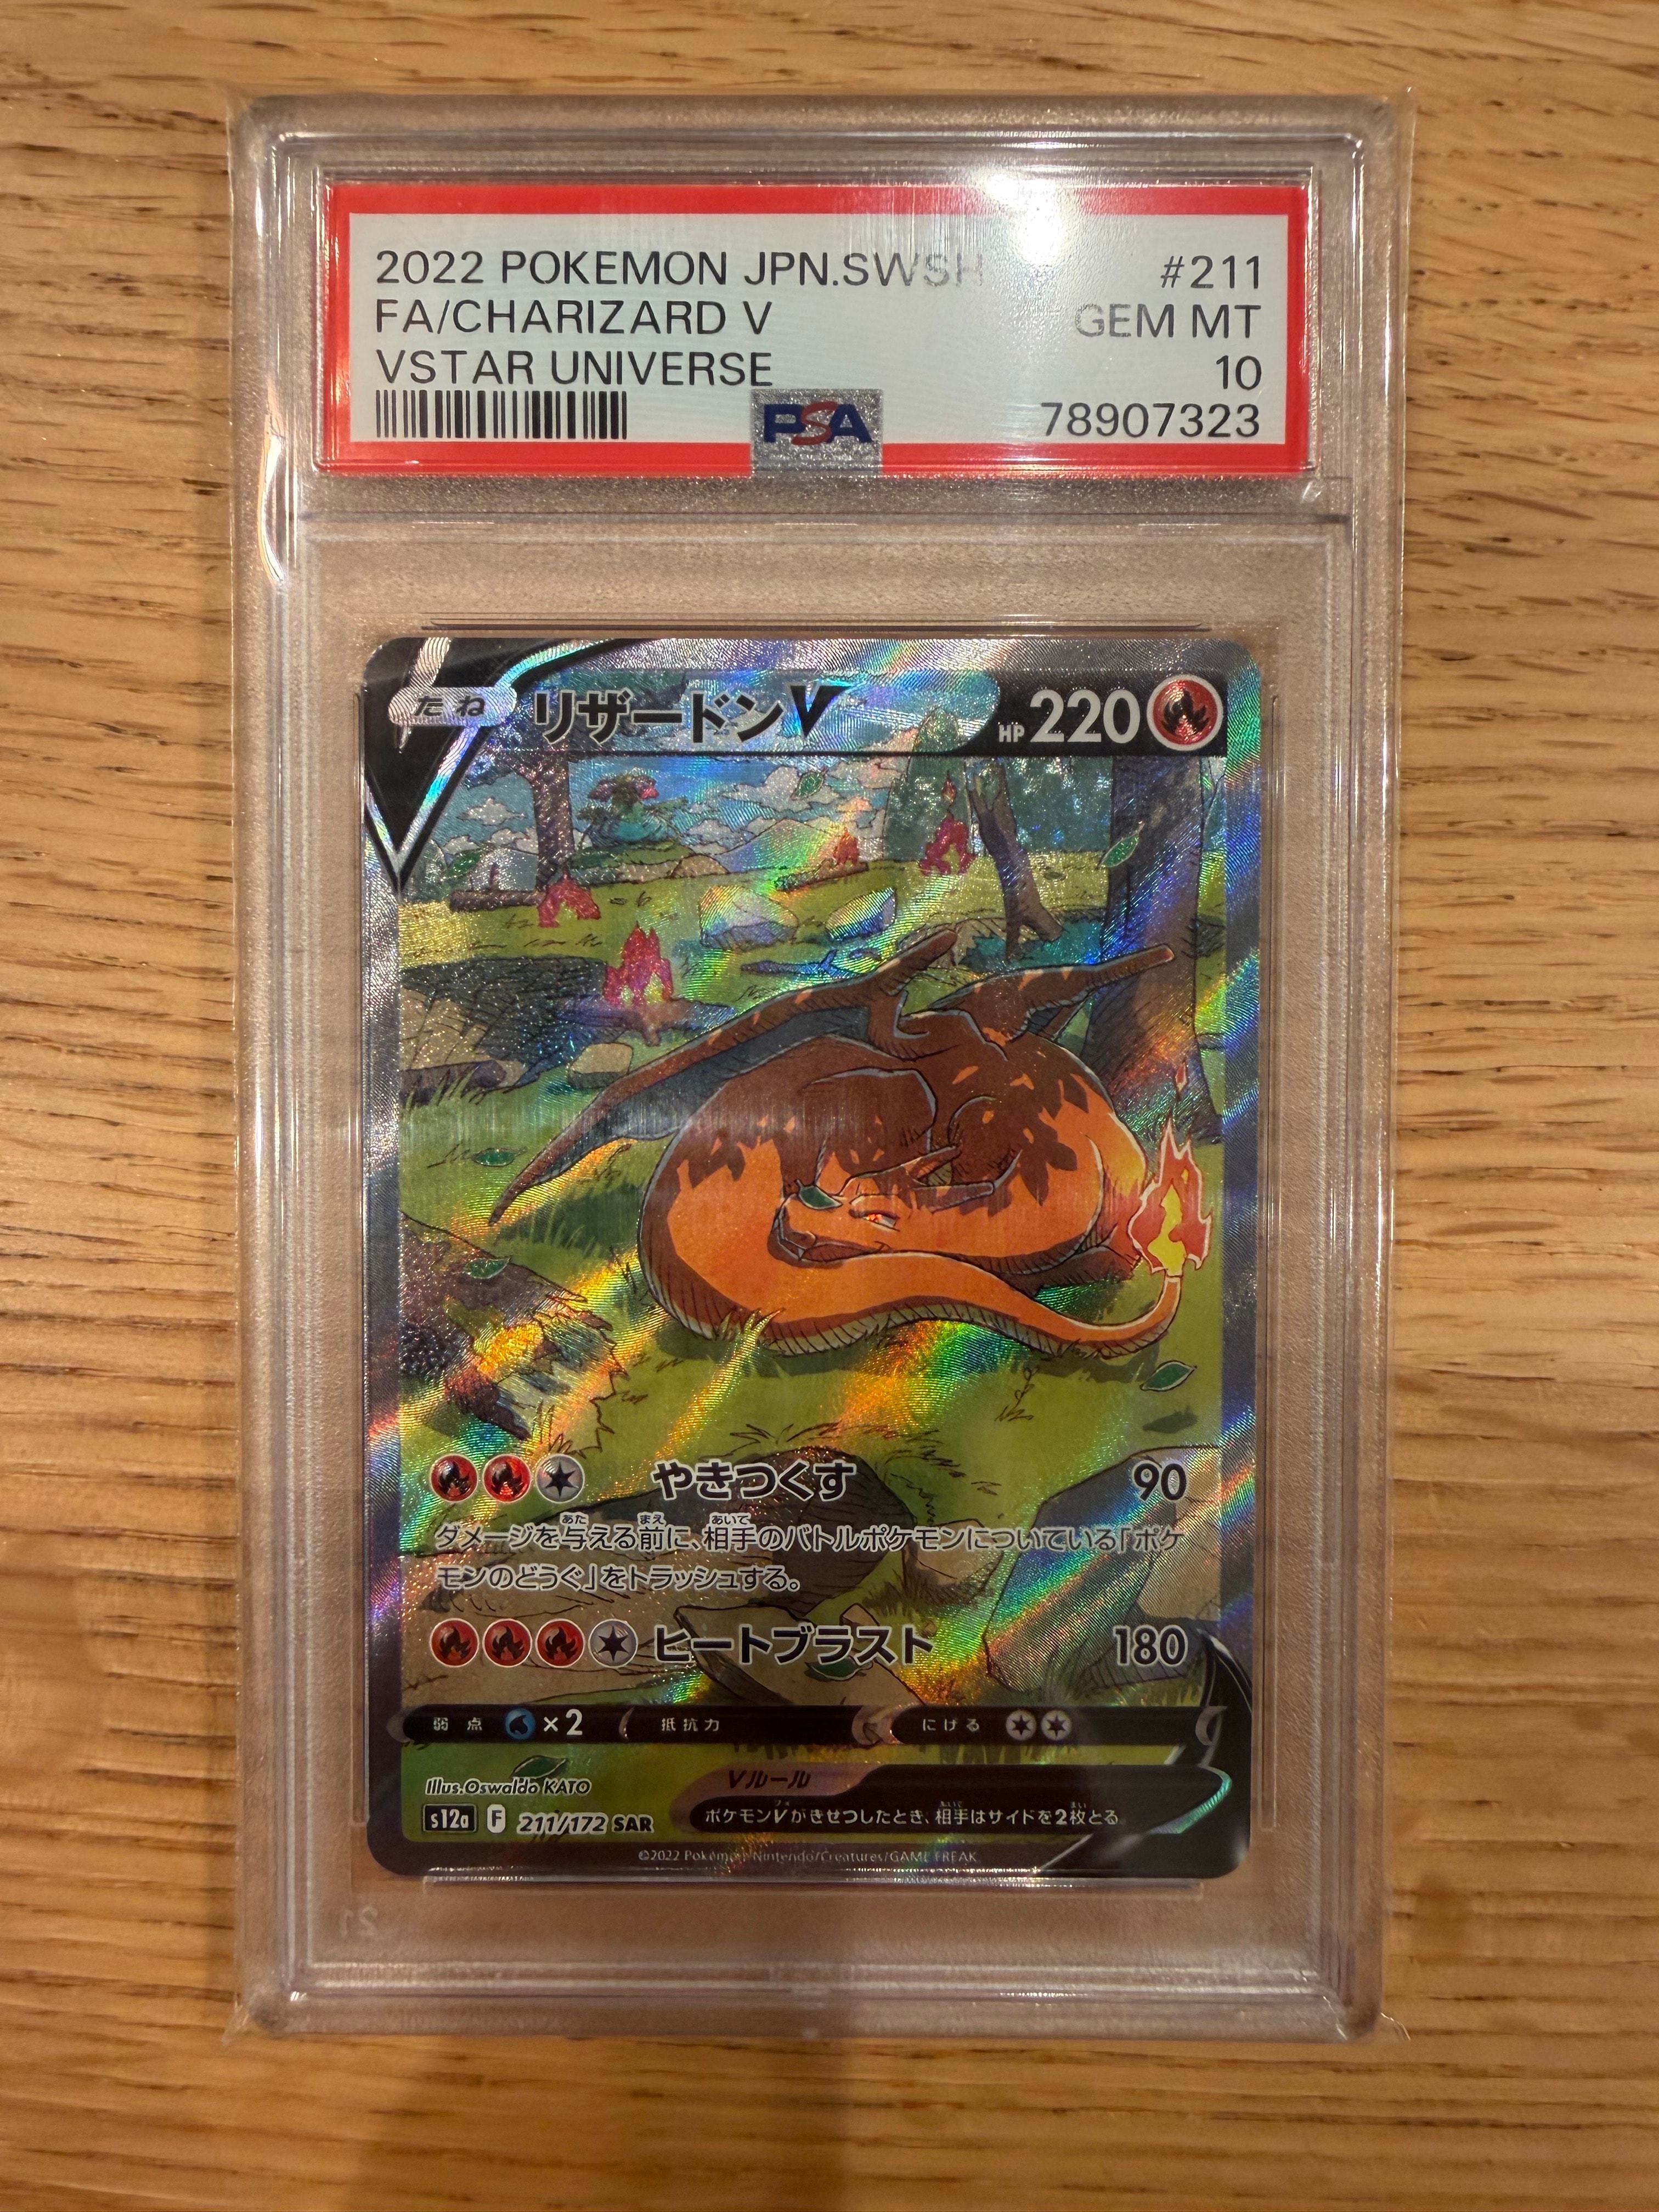 2022 POKEMON JPN.SWSH #211
FA/CHARIZARD V GEM MT
VSTAR UNIVERSE 10
PSA 78907323
たね リザードンV HP 220
やきつくす 90
ダメージを与える前に、相手のバトルポケモンについている「ポケ
モンのどうぐ」をトラッシュする。
ヒートブラスト 180
弱点 ×2 抵抗力 にげる
Illus.Oswaldo KATO
Vルール
s12a F 211/172 SAR
ポケモンVがきぜつしたとき、相手はサイドを2枚とる。
©2022 Pokémon/Nintendo/Creatures/GAME FREAK.